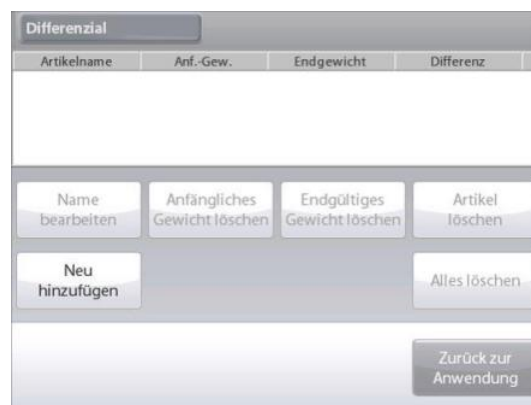 Differenzial
Artikelname Anf.-Gew. Endgewicht Differenz
Name bearbeiten
Anfängliches Gewicht löschen
Endgültiges Gewicht löschen
Artikel löschen
Neu hinzufügen
Alles löschen
Zurück zur Anwendung